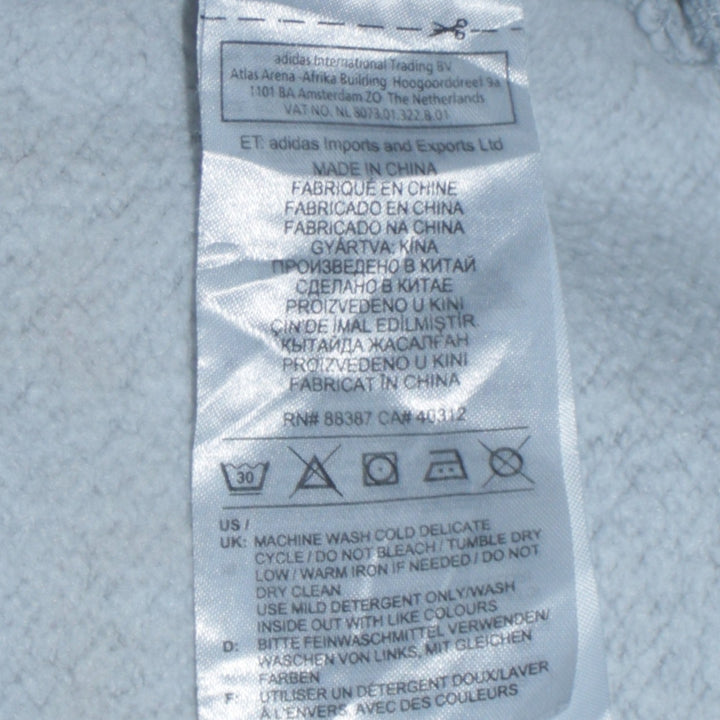 adidas International Trading BV
Atlas Arena -Afrika Building Hoogoorddreef 9a
1101 BA Amsterdam ZO The Netherlands
VAT NO. NL 8073.01.322.B.01
ET: adidas Imports and Exports Ltd
MADE IN CHINA
FABRIQUÉ EN CHINE
FABRICADO EN CHINA
FABRICADO NA CHINA
GYÁRTVA: KÍNA
ПРОИЗВЕДЕНО В КИТАЙ
СДЕЛАНО В КИТАЕ
PROIZVEDENO U KINI
ÇIN'DE IMAL EDİLMİŞTİR.
ҚЫТАЙДА ЖАСАЛҒАН
PROIZVEDENO U KINI
FABRICAT ÎN CHINA
RN# 88387 CA# 40312
30
US /
UK: MACHINE WASH COLD DELICATE
CYCLE / DO NOT BLEACH / TUMBLE DRY
LOW / WARM IRON IF NEEDED / DO NOT
DRY CLEAN
USE MILD DETERGENT ONLY/WASH
INSIDE OUT WITH LIKE COLOURS
D: BITTE FEINWASCHMITTEL VERWENDEN/
WASCHEN VON LINKS, MIT GLEICHEN
FARBEN
F: UTILISER UN DÉTERGENT DOUX/LAVER
À L'ENVERS, AVEC DES COULEURS